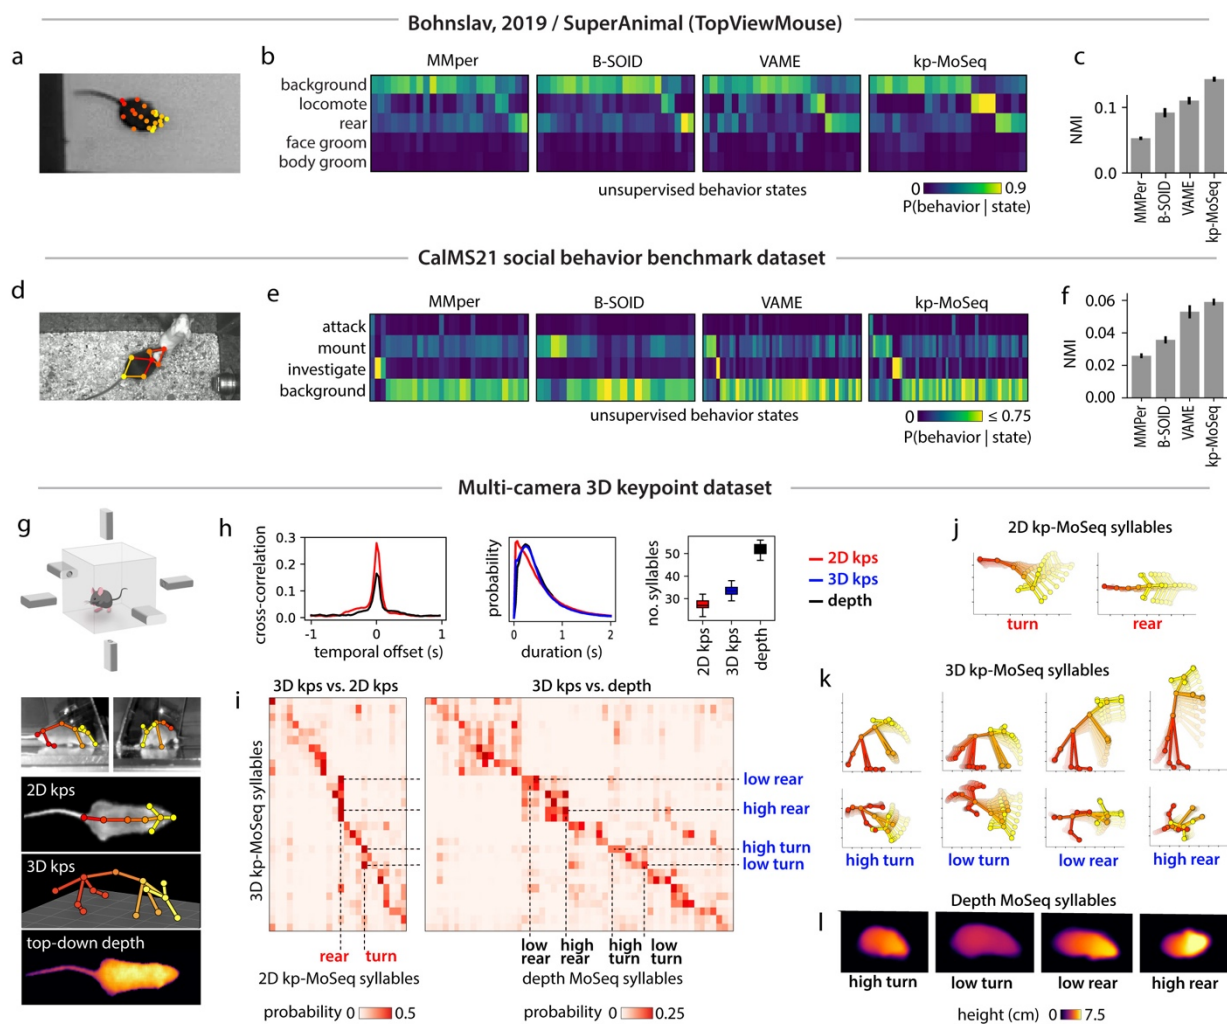 Bohnslav, 2019 / SuperAnimal (TopViewMouse)
a
b
MMper
B-SOID
VAME
kp-MoSeq
background
locomote
rear
face groom
body groom
unsupervised behavior states
0 0.9
P(behavior | state)
c
NMI
0.1
0.0
MMPer
B-SOID
VAME
kp-MoSeq
CalMS21 social behavior benchmark dataset
d
e
MMper
B-SOID
VAME
kp-MoSeq
attack
mount
investigate
background
unsupervised behavior states
0 ≤ 0.75
P(behavior | state)
f
NMI
0.06
0.04
0.02
0.00
MMPer
B-SOID
VAME
kp-MoSeq
Multi-camera 3D keypoint dataset
g
2D kps
3D kps
top-down depth
h
cross-correlation
0.3
0.2
0.1
0.0
-1 0 1
temporal offset (s)
probability
0 1 2
duration (s)
no. syllables
50
30
2D kps
3D kps
depth
2D kps
3D kps
depth
i
3D kps vs. 2D kps
3D kps vs. depth
3D kp-MoSeq syllables
low rear
high rear
high turn
low turn
rear turn
2D kp-MoSeq syllables
low rear
high rear
high turn
low turn
depth MoSeq syllables
probability 0 0.5
probability 0 0.25
j
2D kp-MoSeq syllables
turn
rear
k
3D kp-MoSeq syllables
high turn
low turn
low rear
high rear
l
Depth MoSeq syllables
high turn
low turn
low rear
high rear
height (cm) 0 7.5